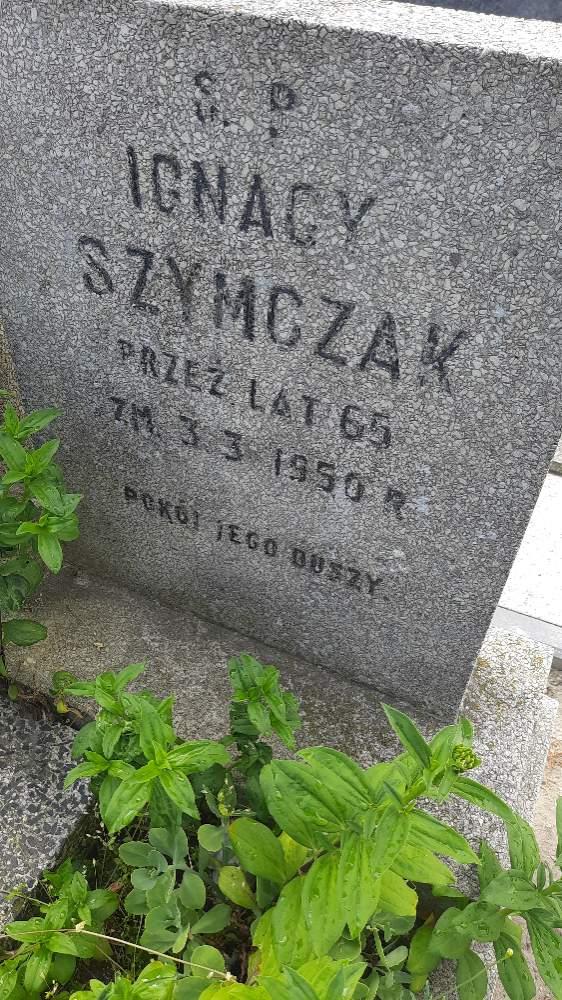 Ś. P
IGNACY
SZYMCZAK
PRZEŻ LAT 65
ZM. 3 3 1950 R
POKÓJ JEGO DUSZY.